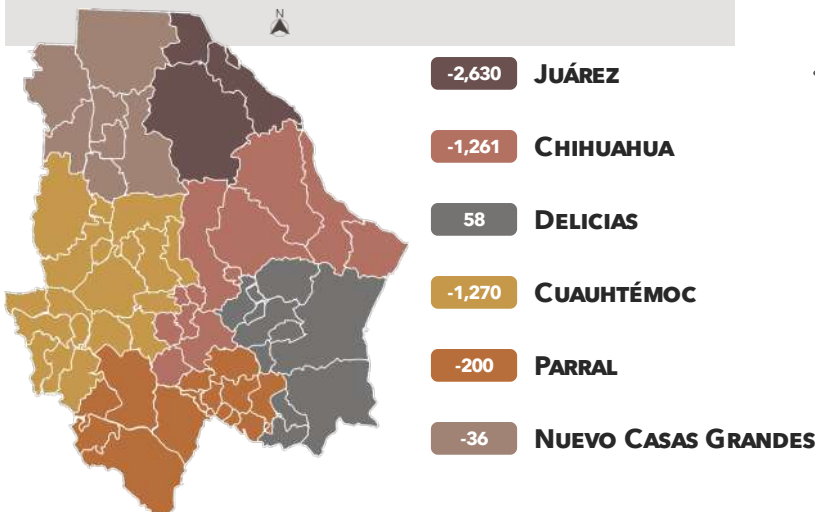 N
-2,630 JUÁREZ
-1,261 CHIHUAHUA
58 DELICIAS
-1,270 CUAUHTÉMOC
-200 PARRAL
-36 NUEVO CASAS GRANDES